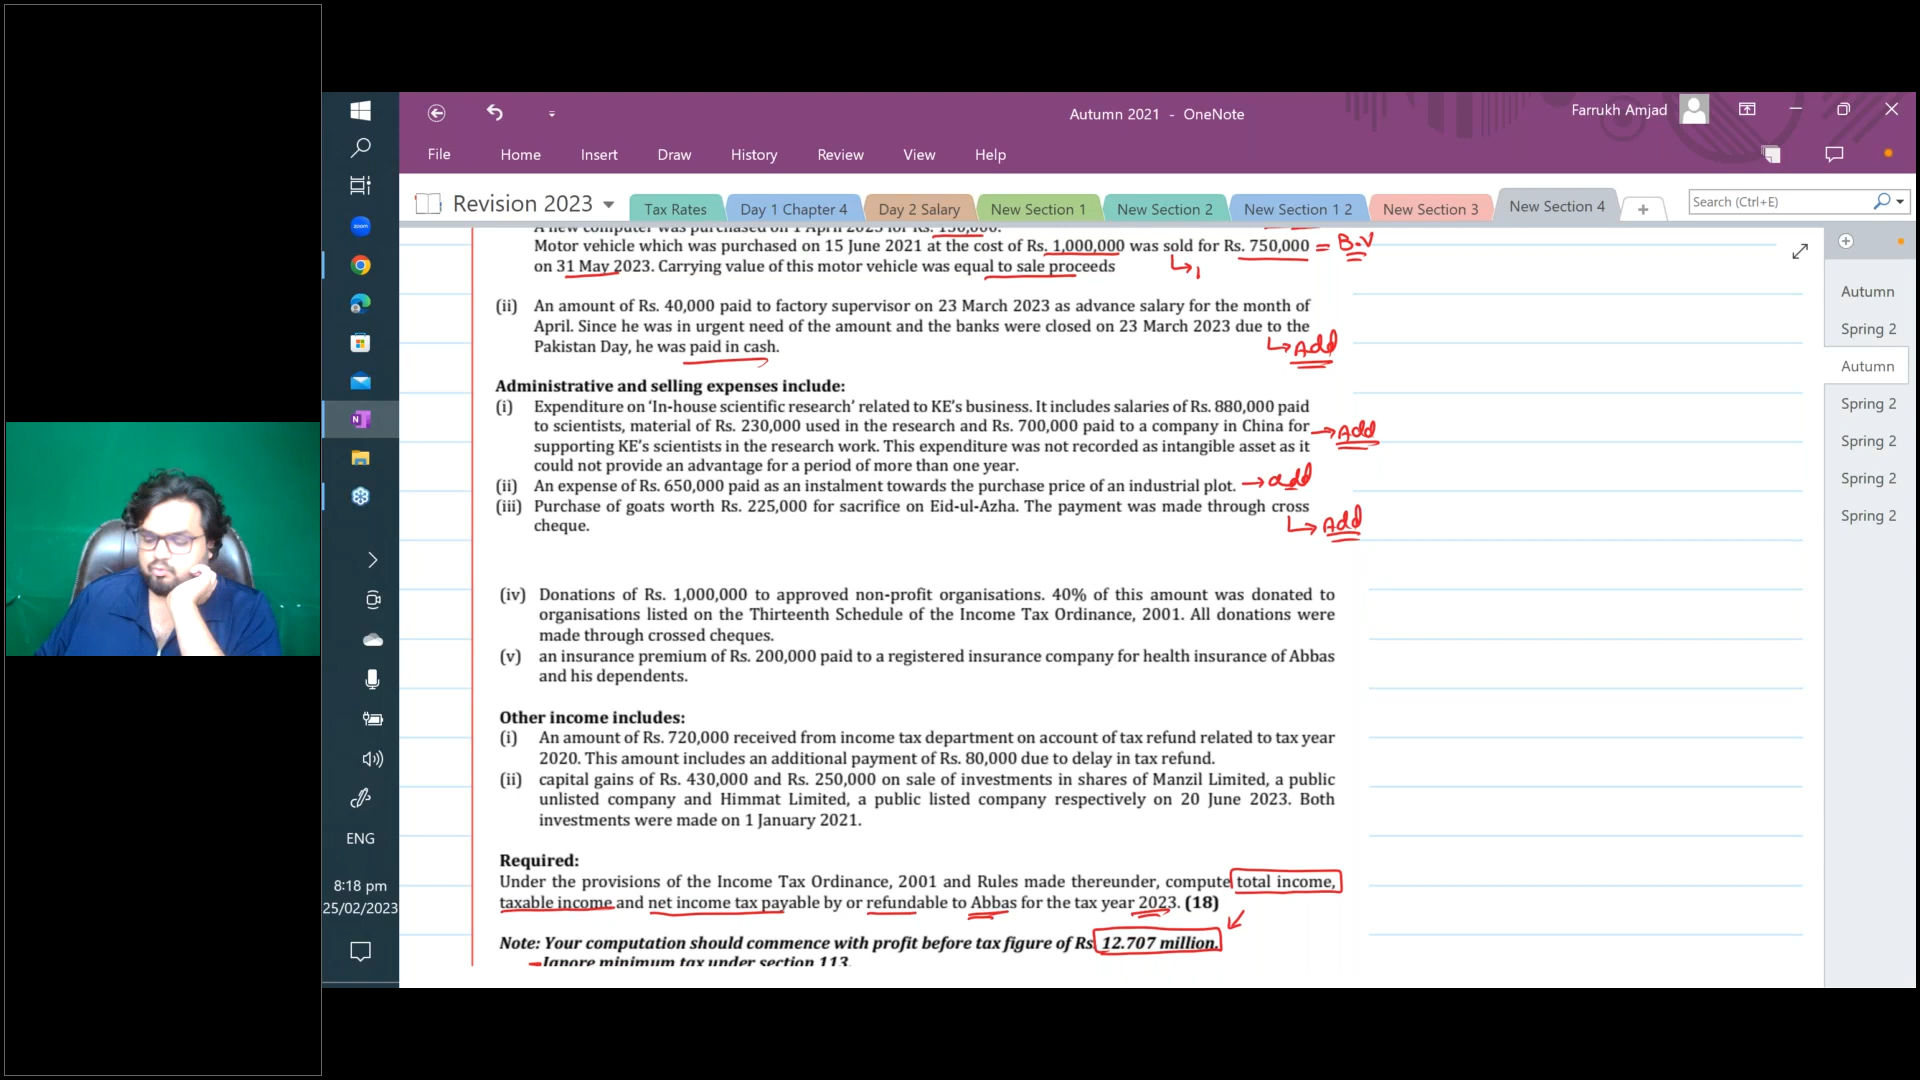 Autumn 2021 - OneNote
Farrukh Amjad
File Home Insert Draw History Review View Help
Revision 2023
Tax Rates
Day 1 Chapter 4
Day 2 Salary
New Section 1
New Section 2
New Section 1 2
New Section 3
New Section 4
Search (Ctrl+E)
A new computer was purchased on 1 April 2023 for Rs. 150,000.
Motor vehicle which was purchased on 15 June 2021 at the cost of Rs. 1,000,000 was sold for Rs. 750,000 = B.V
on 31 May 2023. Carrying value of this motor vehicle was equal to sale proceeds
(ii) An amount of Rs. 40,000 paid to factory supervisor on 23 March 2023 as advance salary for the month of
April. Since he was in urgent need of the amount and the banks were closed on 23 March 2023 due to the
Pakistan Day, he was paid in cash.
Add
Administrative and selling expenses include:
(i) Expenditure on ‘In-house scientific research’ related to KE’s business. It includes salaries of Rs. 880,000 paid
to scientists, material of Rs. 230,000 used in the research and Rs. 700,000 paid to a company in China for → Add
supporting KE’s scientists in the research work. This expenditure was not recorded as intangible asset as it
could not provide an advantage for a period of more than one year.
(ii) An expense of Rs. 650,000 paid as an instalment towards the purchase price of an industrial plot. → add
(iii) Purchase of goats worth Rs. 225,000 for sacrifice on Eid-ul-Azha. The payment was made through cross
cheque.
Add
(iv) Donations of Rs. 1,000,000 to approved non-profit organisations. 40% of this amount was donated to
organisations listed on the Thirteenth Schedule of the Income Tax Ordinance, 2001. All donations were
made through crossed cheques.
(v) an insurance premium of Rs. 200,000 paid to a registered insurance company for health insurance of Abbas
and his dependents.
Other income includes:
(i) An amount of Rs. 720,000 received from income tax department on account of tax refund related to tax year
2020. This amount includes an additional payment of Rs. 80,000 due to delay in tax refund.
(ii) capital gains of Rs. 430,000 and Rs. 250,000 on sale of investments in shares of Manzil Limited, a public
unlisted company and Himmat Limited, a public listed company respectively on 20 June 2023. Both
investments were made on 1 January 2021.
Required:
Under the provisions of the Income Tax Ordinance, 2001 and Rules made thereunder, compute total income,
taxable income and net income tax payable by or refundable to Abbas for the tax year 2023. (18)
Note: Your computation should commence with profit before tax figure of Rs. 12.707 million.
Ignore minimum tax under section 113.
Autumn
Spring 2
Autumn
Spring 2
Spring 2
Spring 2
Spring 2
zoom
ENG
8:18 pm
25/02/2023